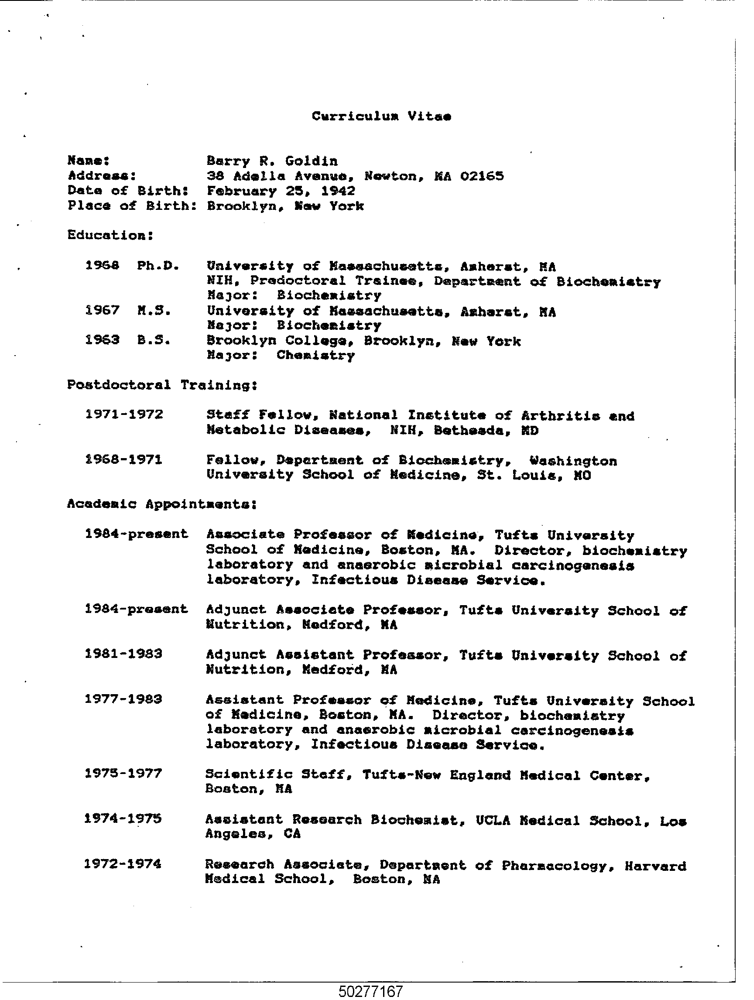 Curriculum Vitae
Name: Barry R. Goldin
Address: 38 Adella Avenue, Newton, MA 02165
Date of Birth: February 25, 1942
Place of Birth: Brooklyn, New York
Education:
1968 Ph.D. University of Massachusetts, Amherst, MA
NIH, Predoctoral Trainee, Department of Biochemistry
Major: Biochemistry
1967 M.S. University of Massachusetts, Amherst, MA
Major: Biochemistry
1963 B.S. Brooklyn College, Brooklyn, New York
Major: Chemistry
Postdoctoral Training:
1971-1972 Staff Fellow, National Institute of Arthritis and
Metabolic Diseases, NIH, Bethesda, MD
1968-1971 Fellow, Department of Biochemistry, Washington
University School of Medicine, St. Louis, MO
Academic Appointments:
1984-present Associate Professor of Medicine, Tufts University
School of Medicine, Boston, MA. Director, biochemistry
laboratory and anaerobic microbial carcinogenesis
laboratory, Infectious Disease Service.
1984-present Adjunct Associate Professor, Tufts University School of
Nutrition, Medford, MA
1981-1983 Adjunct Assistant Professor, Tufts University School of
Nutrition, Medford, MA
1977-1983 Assistant Professor of Medicine, Tufts University School
of Medicine, Boston, MA. Director, biochemistry
laboratory and anaerobic microbial carcinogenesis
laboratory, Infectious Disease Service.
1975-1977 Scientific Staff, Tufts-New England Medical Center,
Boston, MA
1974-1975 Assistant Research Biochemist, UCLA Medical School, Los
Angeles, CA
1972-1974 Research Associate, Department of Pharmacology, Harvard
Medical School, Boston, MA
50277167